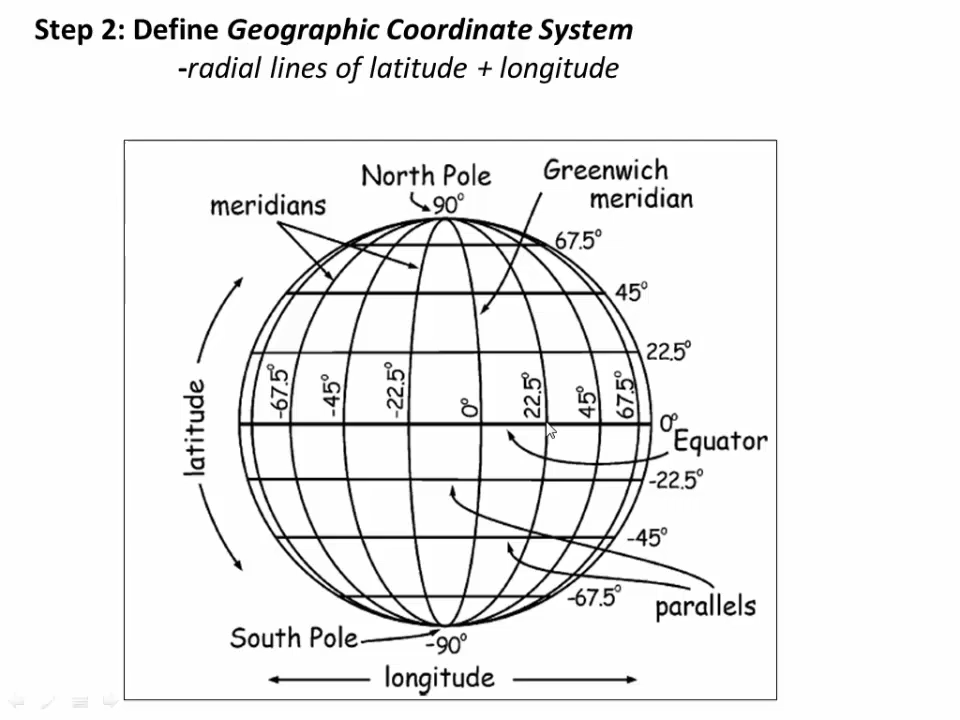 Step 2: Define Geographic Coordinate System
-radial lines of latitude + longitude
North Pole
90°
Greenwich
meridian
meridians
67.5°
45°
22.5°
-67.5°
-45°
-22.5°
0°
22.5°
45°
67.5°
0°
Equator
latitude
-22.5°
-45°
-67.5°
parallels
South Pole
-90°
longitude